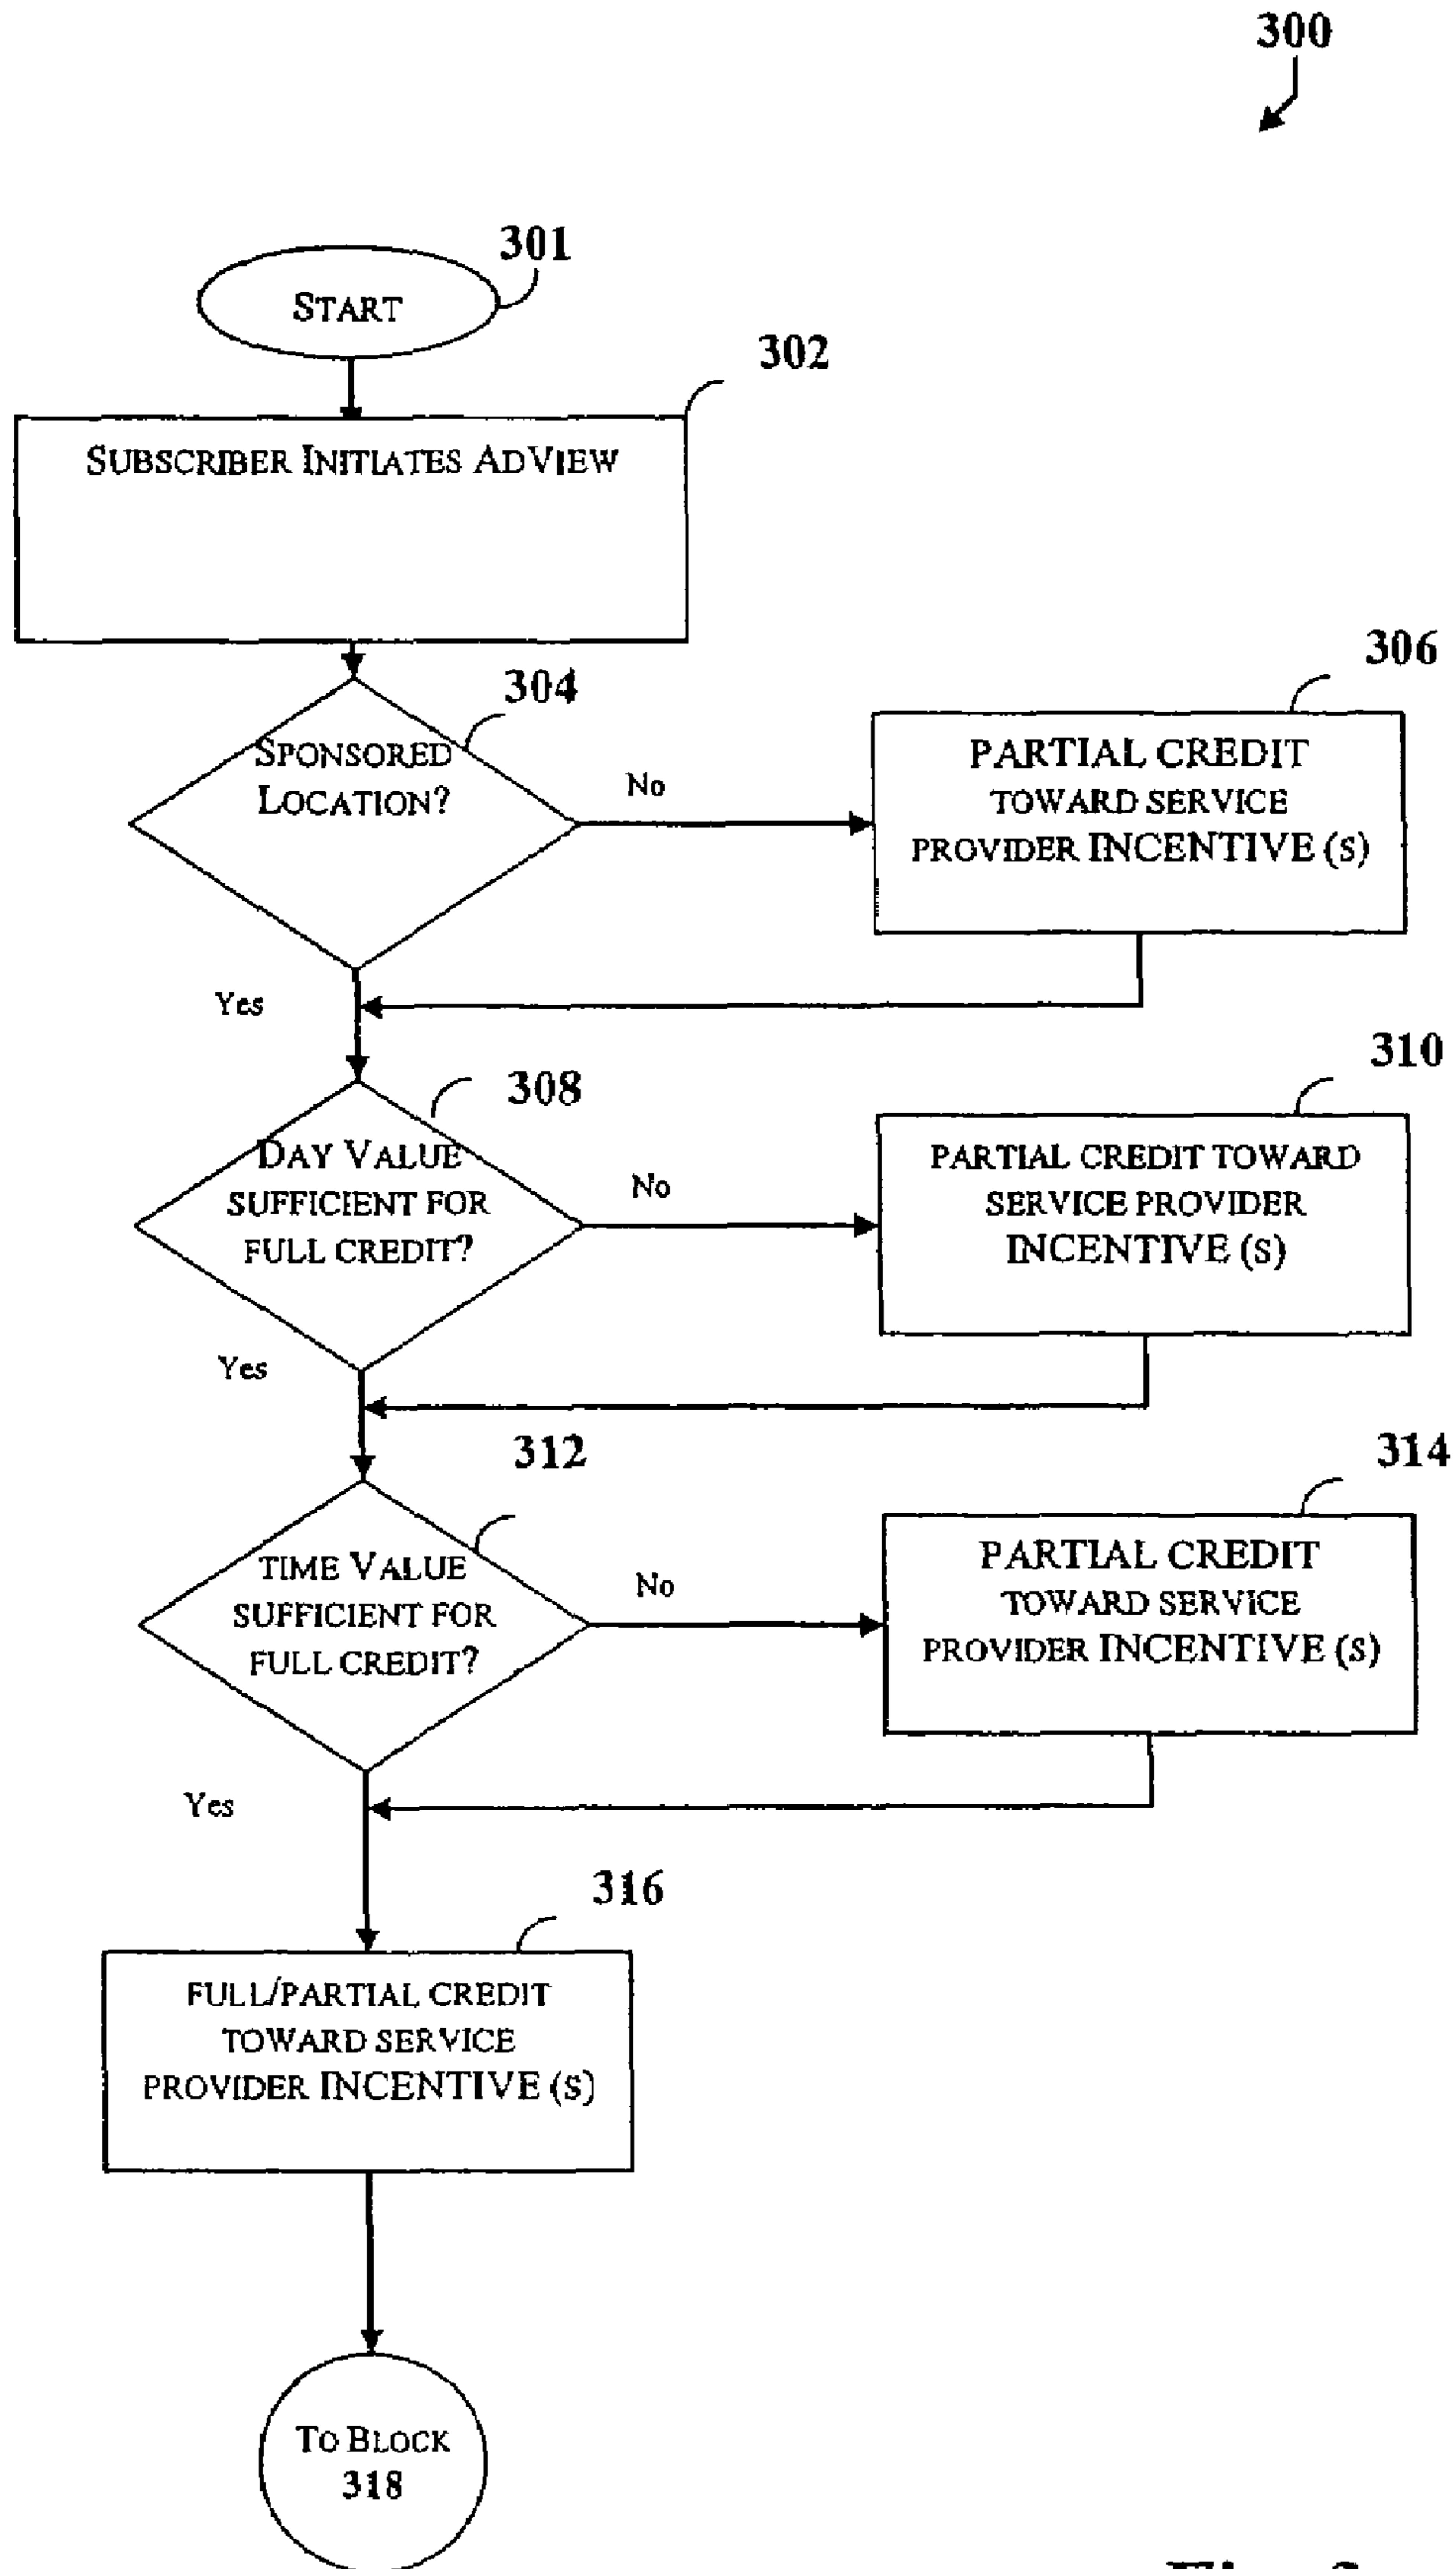 300
301
START
302
SUBSCRIBER INITIATES ADVIEW
304
SPONSORED
LOCATION?
No
306
PARTIAL CREDIT
TOWARD SERVICE
PROVIDER INCENTIVE (S)
Yes
308
DAY VALUE
SUFFICIENT FOR
FULL CREDIT?
No
310
PARTIAL CREDIT TOWARD
SERVICE PROVIDER
INCENTIVE (S)
Yes
312
TIME VALUE
SUFFICIENT FOR
FULL CREDIT?
No
314
PARTIAL CREDIT
TOWARD SERVICE
PROVIDER INCENTIVE (S)
Yes
316
FULL/PARTIAL CREDIT
TOWARD SERVICE
PROVIDER INCENTIVE (S)
TO BLOCK
318